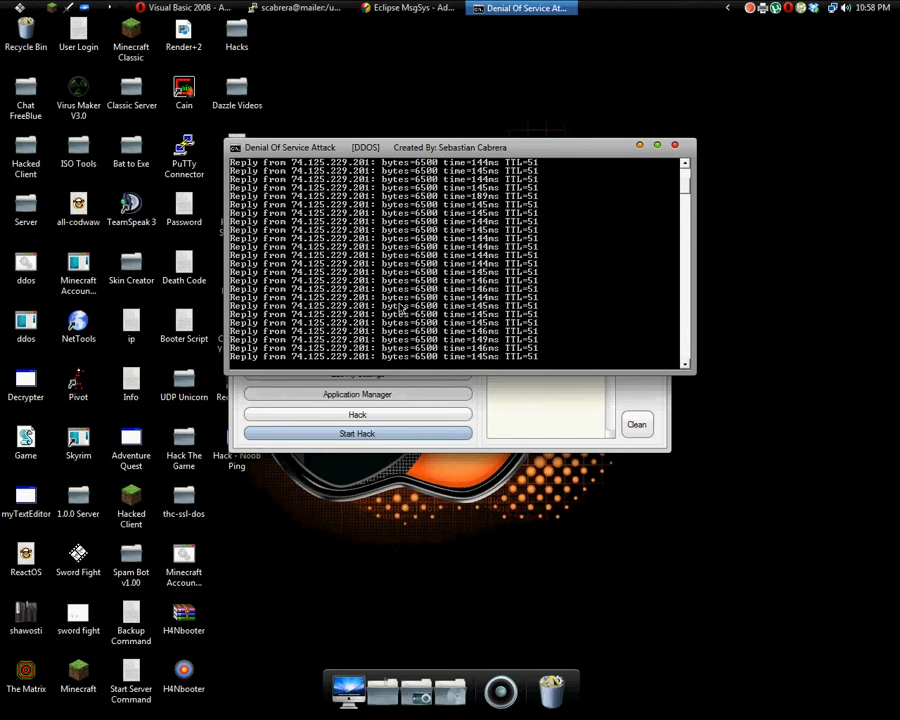 Visual Basic 2008 - A...
scabrera@mailer:/u...
Eclipse MsgSys - Ad...
Denial Of Service At...
10:58 PM
Recycle Bin
User Login
Minecraft Classic
Render+2
Hacks
Chat FreeBlue
Virus Maker V3.0
Classic Server
Cain
Dazzle Videos
Hacked Client
ISO Tools
Bat to Exe
PuTTy Connector
Server
all-codwaw
TeamSpeak 3
Password
ddos
Minecraft Accoun...
Skin Creator
Death Code
ddos
NetTools
ip
Booter Script
Decrypter
Pivot
Info
UDP Unicorn
Game
Skyrim
Adventure Quest
Hack The Game
Hack - Noob Ping
myTextEditor
1.0.0 Server
Hacked Client
thc-ssl-dos
ReactOS
Sword Fight
Spam Bot v1.00
Minecraft Accoun...
shawosti
sword fight
Backup Command
H4Nbooter
The Matrix
Minecraft
Start Server Command
H4Nbooter
Denial Of Service Attack [DDOS] Created By: Sebastian Cabrera
Reply from 74.125.229.201: bytes=6500 time=144ms TTL=51
Reply from 74.125.229.201: bytes=6500 time=145ms TTL=51
Reply from 74.125.229.201: bytes=6500 time=144ms TTL=51
Reply from 74.125.229.201: bytes=6500 time=145ms TTL=51
Reply from 74.125.229.201: bytes=6500 time=189ms TTL=51
Reply from 74.125.229.201: bytes=6500 time=145ms TTL=51
Reply from 74.125.229.201: bytes=6500 time=145ms TTL=51
Reply from 74.125.229.201: bytes=6500 time=144ms TTL=51
Reply from 74.125.229.201: bytes=6500 time=145ms TTL=51
Reply from 74.125.229.201: bytes=6500 time=144ms TTL=51
Reply from 74.125.229.201: bytes=6500 time=144ms TTL=51
Reply from 74.125.229.201: bytes=6500 time=144ms TTL=51
Reply from 74.125.229.201: bytes=6500 time=144ms TTL=51
Reply from 74.125.229.201: bytes=6500 time=145ms TTL=51
Reply from 74.125.229.201: bytes=6500 time=146ms TTL=51
Reply from 74.125.229.201: bytes=6500 time=146ms TTL=51
Reply from 74.125.229.201: bytes=6500 time=144ms TTL=51
Reply from 74.125.229.201: bytes=6500 time=145ms TTL=51
Reply from 74.125.229.201: bytes=6500 time=145ms TTL=51
Reply from 74.125.229.201: bytes=6500 time=145ms TTL=51
Reply from 74.125.229.201: bytes=6500 time=145ms TTL=51
Reply from 74.125.229.201: bytes=6500 time=149ms TTL=51
Reply from 74.125.229.201: bytes=6500 time=146ms TTL=51
Reply from 74.125.229.201: bytes=6500 time=145ms TTL=51
Application Manager
Hack
Start Hack
Clean